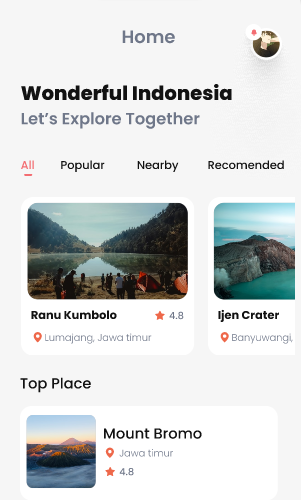 Home
Wonderful Indonesia
Let's Explore Together
All Popular Nearby Recomended
Ranu Kumbolo 4.8
Lumajang, Jawa timur
Ijen Crater
Banyuwangi,
Top Place
Mount Bromo
Jawa timur
4.8